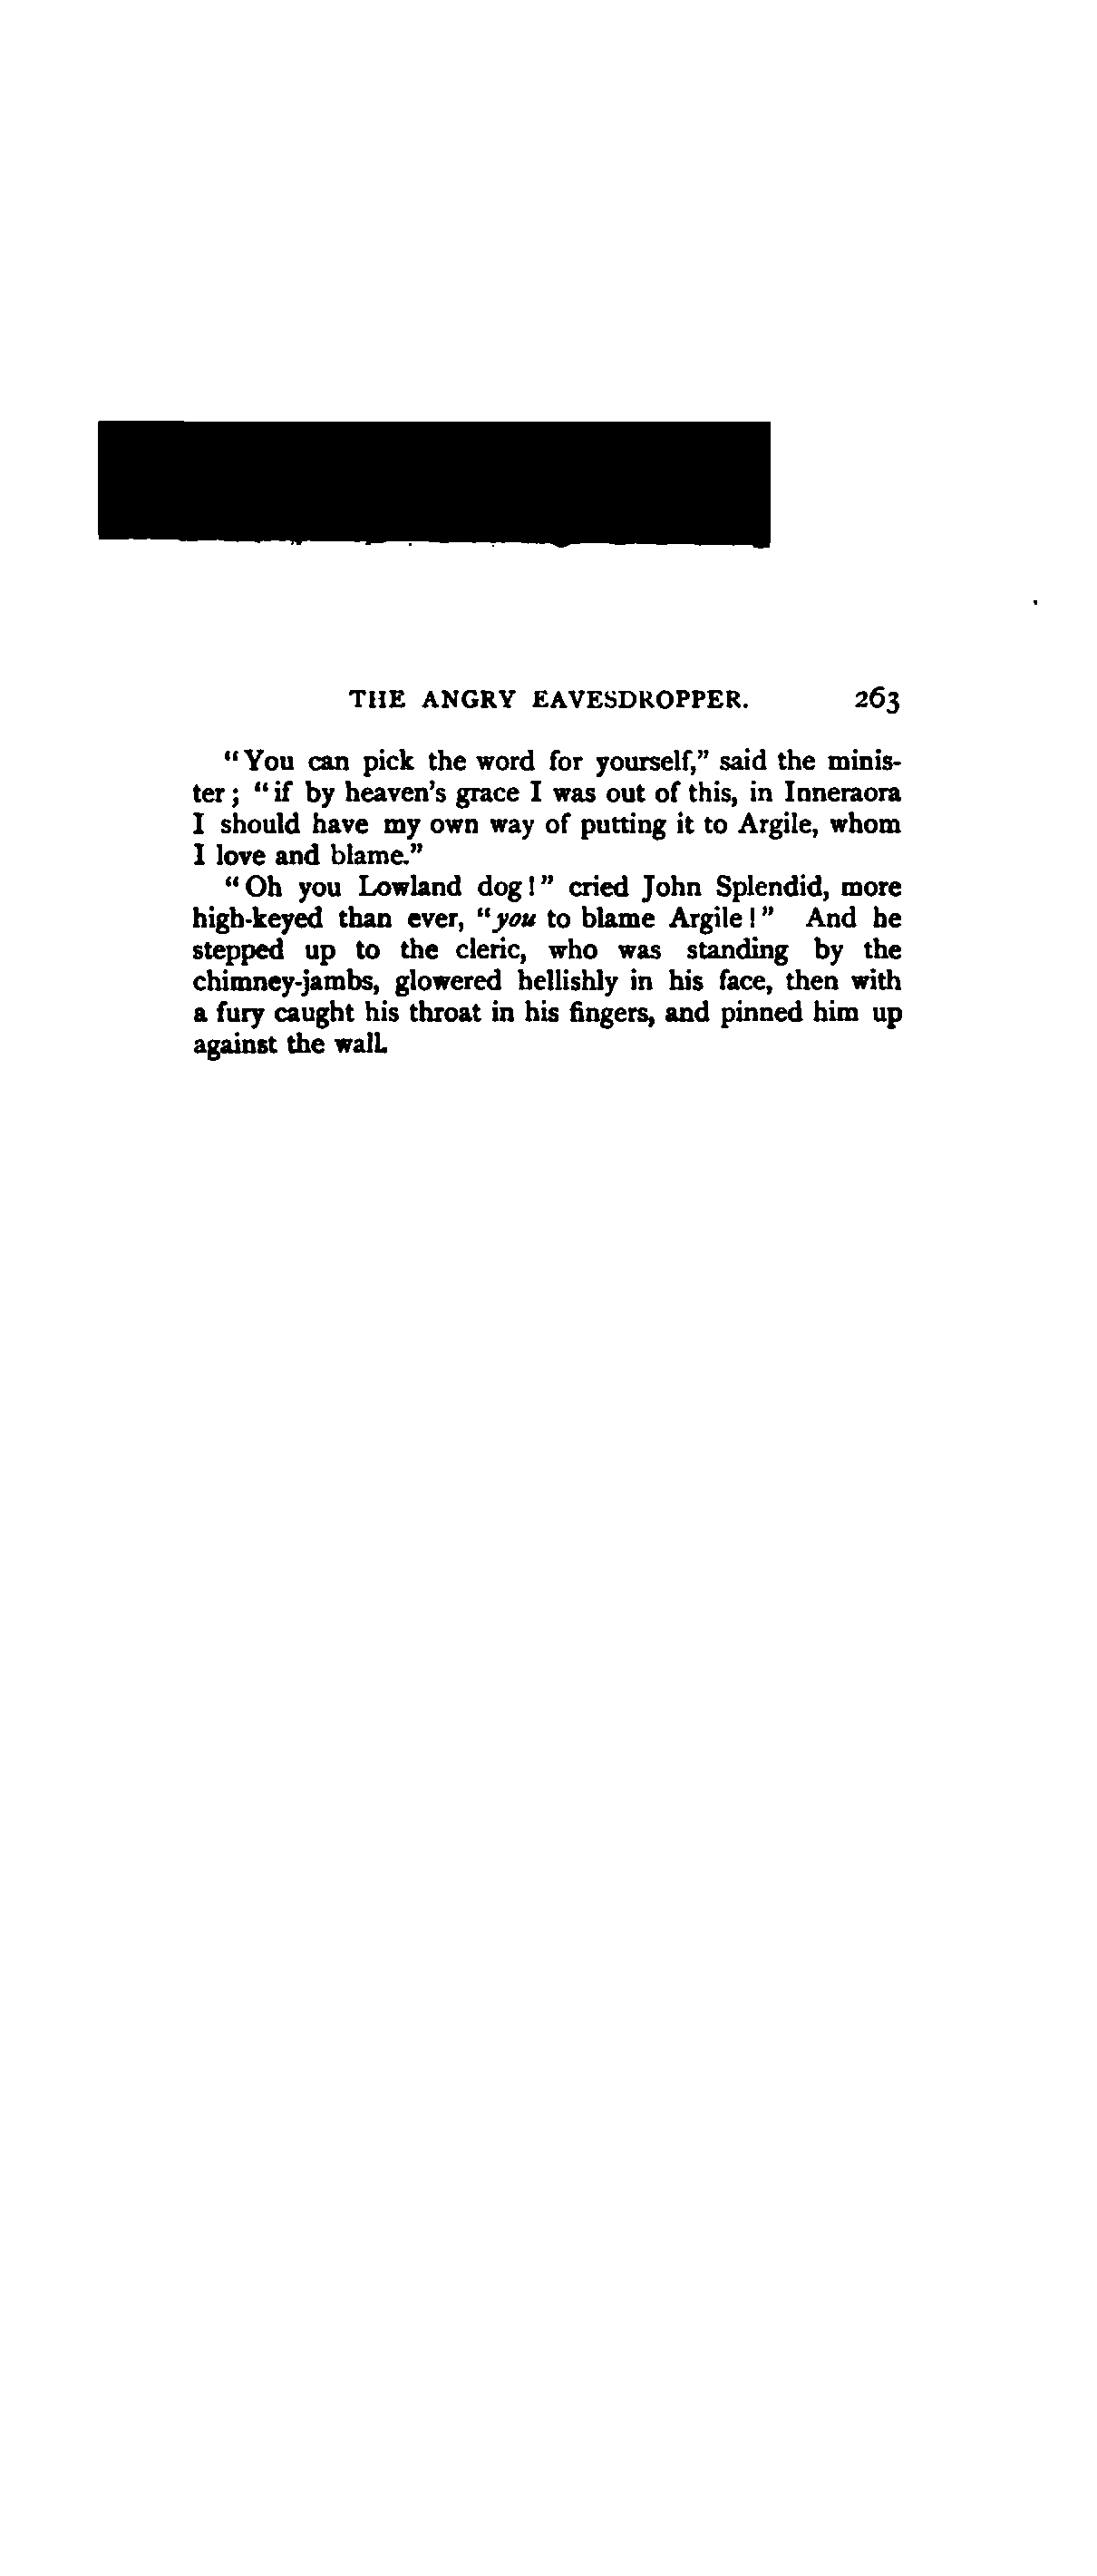 THE ANGRY EAVESDROPPER. 263
"You can pick the word for yourself," said the minis-
ter; "if by heaven's grace I was out of this, in Inneraora
I should have my own way of putting it to Argile, whom
I love and blame."
"Oh you Lowland dog!" cried John Splendid, more
high-keyed than ever, "you to blame Argile!" And he
stepped up to the cleric, who was standing by the
chimney-jambs, glowered hellishly in his face, then with
a fury caught his throat in his fingers, and pinned him up
against the wall.